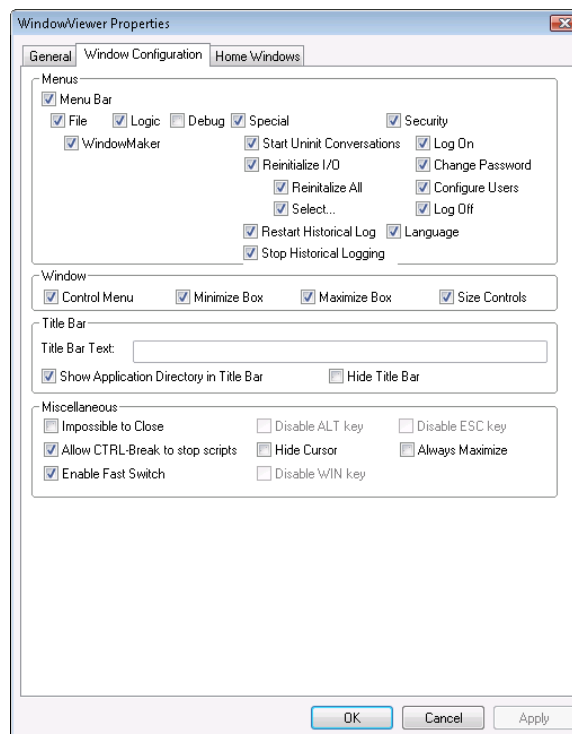 WindowViewer Properties
General Window Configuration Home Windows
Menus
Menu Bar
File Logic Debug Special Security
WindowMaker Start Uninit Conversations Log On
Reinitialize I/O Change Password
Reinitalize All Configure Users
Select... Log Off
Restart Historical Log Language
Stop Historical Logging
Window
Control Menu Minimize Box Maximize Box Size Controls
Title Bar
Title Bar Text:
Show Application Directory in Title Bar Hide Title Bar
Miscellaneous
Impossible to Close Disable ALT key Disable ESC key
Allow CTRL-Break to stop scripts Hide Cursor Always Maximize
Enable Fast Switch Disable WIN key
OK Cancel Apply